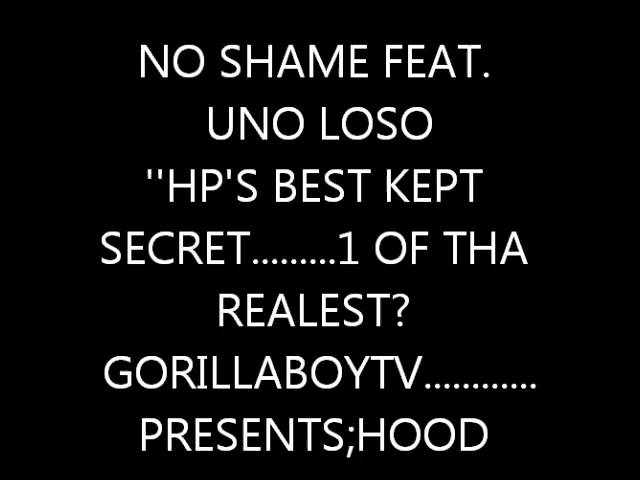 NO SHAME FEAT.
UNO LOSO
''HP'S BEST KEPT
SECRET.........1 OF THA
REALEST?
GORILLABOYTV............
PRESENTS;HOOD